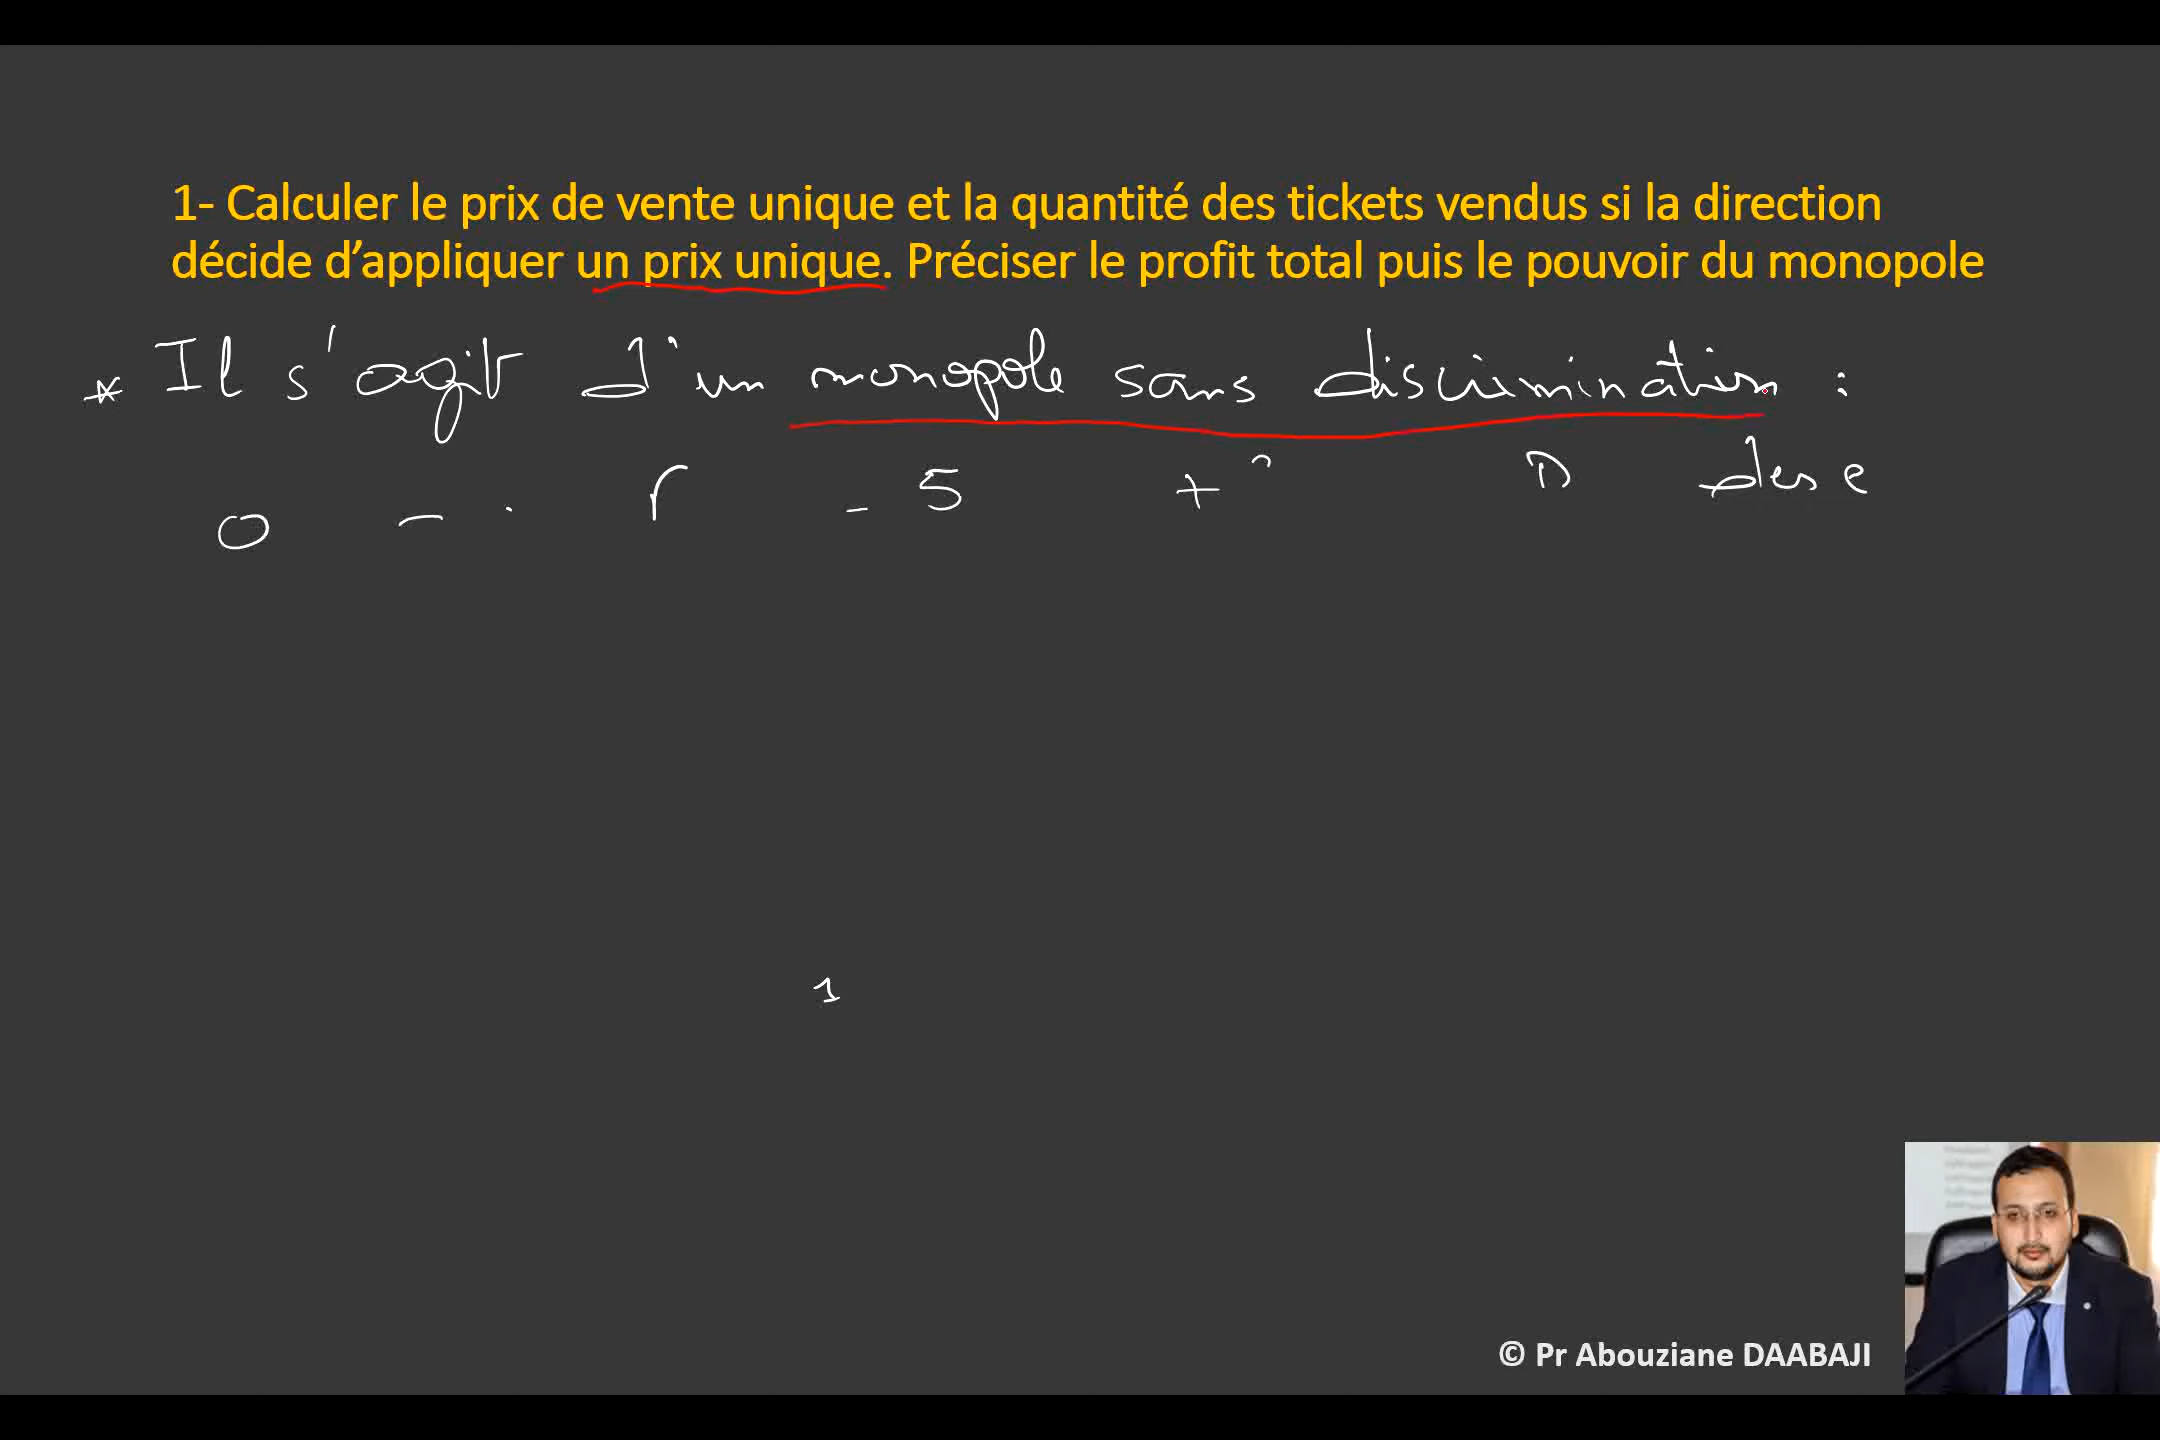 1- Calculer le prix de vente unique et la quantité des tickets vendus si la direction
décide d’appliquer un prix unique. Préciser le profit total puis le pouvoir du monopole
* Il s'agit d'un monopole sans discrimination :
1
© Pr Abouziane DAABAJI